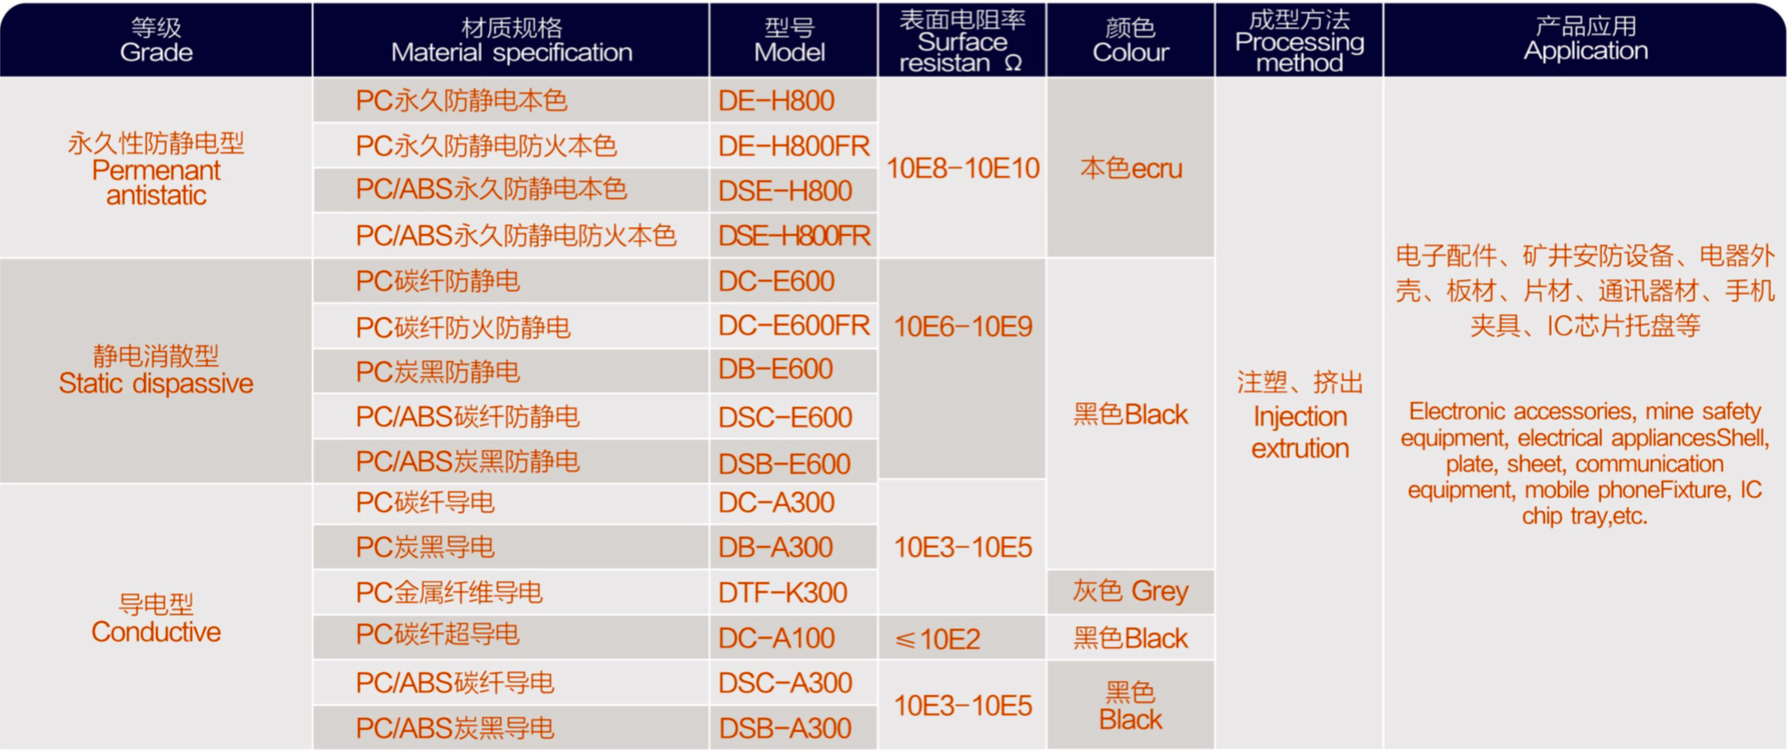 等级
Grade
材质规格
Material specification
型号
Model
表面电阻率
Surface
resistan Ω
颜色
Colour
成型方法
Processing
method
产品应用
Application
永久性防静电型
Permenant
antistatic
PC永久防静电本色
DE-H800
PC永久防静电防火本色
DE-H800FR
PC/ABS永久防静电本色
DSE-H800
PC/ABS永久防静电防火本色
DSE-H800FR
10E8-10E10
本色ecru
静电消散型
Static dispassive
PC碳纤防静电
DC-E600
PC碳纤防火防静电
DC-E600FR
PC炭黑防静电
DB-E600
PC/ABS碳纤防静电
DSC-E600
PC/ABS炭黑防静电
DSB-E600
10E6-10E9
黑色Black
导电型
Conductive
PC碳纤导电
DC-A300
PC炭黑导电
DB-A300
PC金属纤维导电
DTF-K300
10E3-10E5
灰色 Grey
PC碳纤超导电
DC-A100
≤10E2
黑色Black
PC/ABS碳纤导电
DSC-A300
PC/ABS炭黑导电
DSB-A300
10E3-10E5
黑色
Black
注塑、挤出
Injection
extrution
电子配件、矿井安防设备、电器外
壳、板材、片材、通讯器材、手机
夹具、IC芯片托盘等
Electronic accessories, mine safety
equipment, electrical appliancesShell,
plate, sheet, communication
equipment, mobile phoneFixture, IC
chip tray,etc.